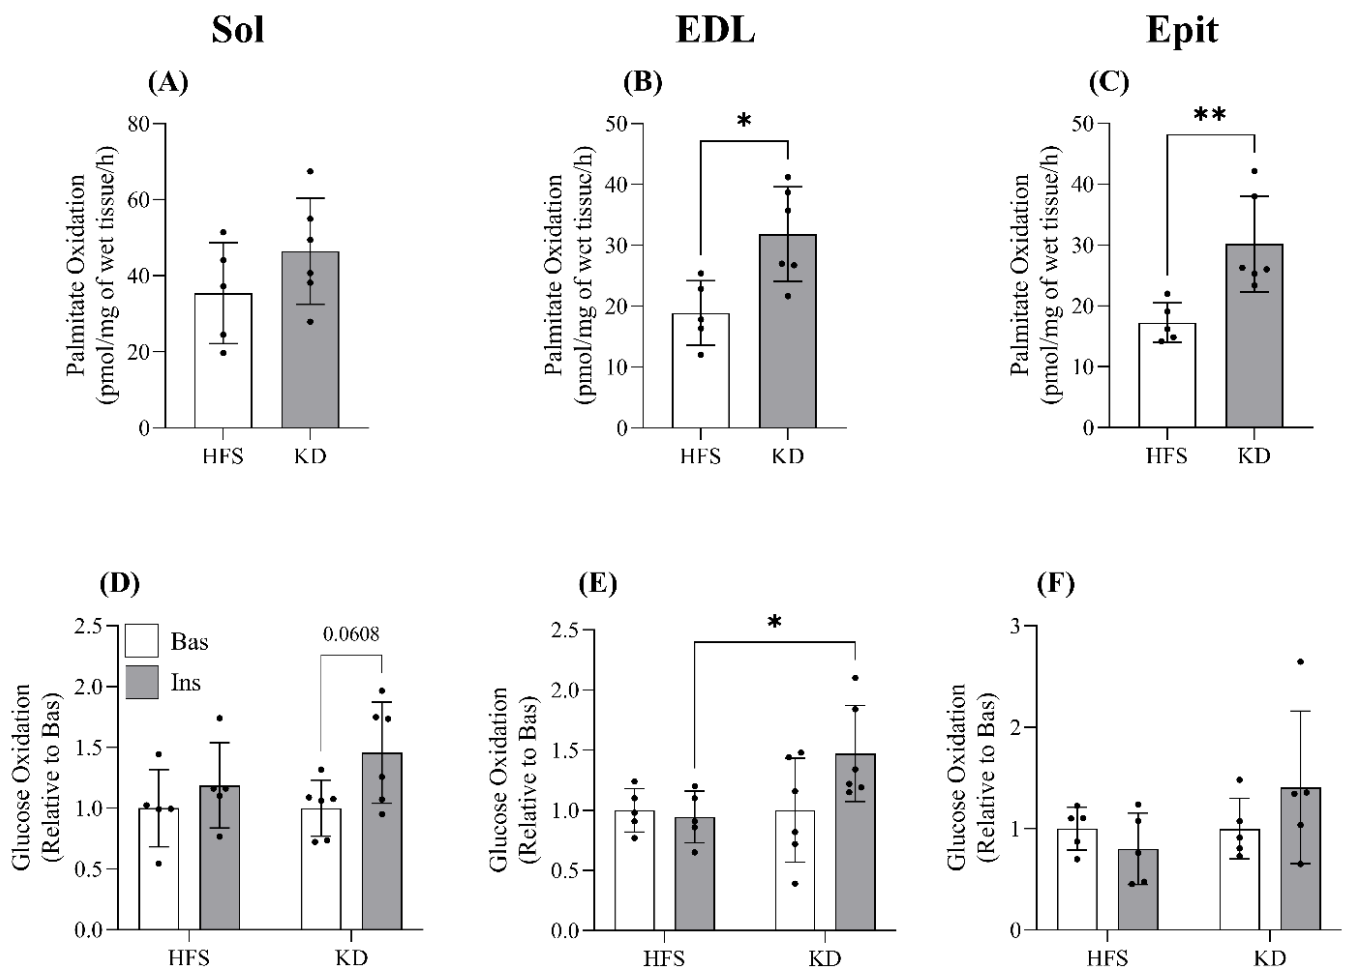 Sol
EDL
Epit
(A)
(B)
(C)
Palmitate Oxidation
(pmol/mg of wet tissue/h)
80
60
40
20
0
HFS
KD
Palmitate Oxidation
(pmol/mg of wet tissue/h)
50
40
30
20
10
0
*
HFS
KD
Palmitate Oxidation
(pmol/mg of wet tissue/h)
50
40
30
20
10
0
**
HFS
KD
(D)
(E)
(F)
Glucose Oxidation
(Relative to Bas)
2.5
2.0
1.5
1.0
0.5
0.0
Bas
Ins
0.0608
HFS
KD
Glucose Oxidation
(Relative to Bas)
2.5
2.0
1.5
1.0
0.5
0.0
*
HFS
KD
Glucose Oxidation
(Relative to Bas)
3
2
1
0
HFS
KD